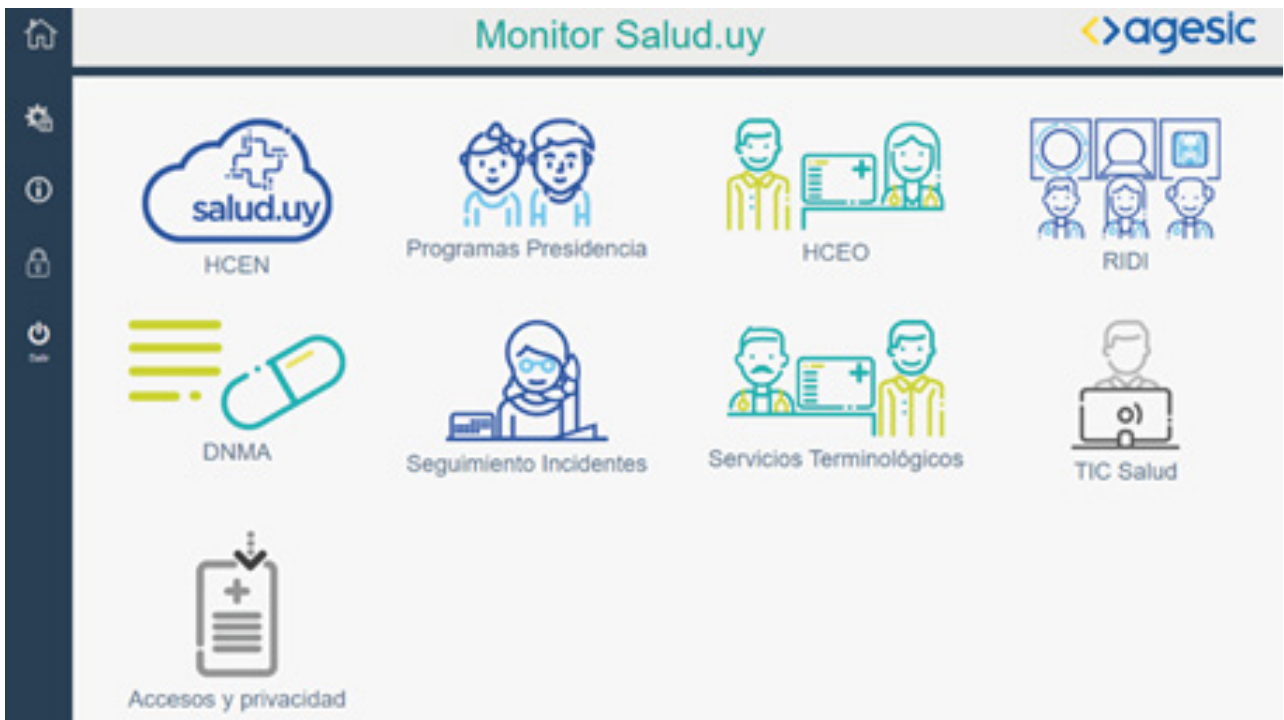 Monitor Salud.uy
<>agesic
salud.uy
HCEN
Programas Presidencia
HCEO
RIDI
Salir
DNMA
Seguimiento Incidentes
Servicios Terminológicos
TIC Salud
Accesos y privacidad